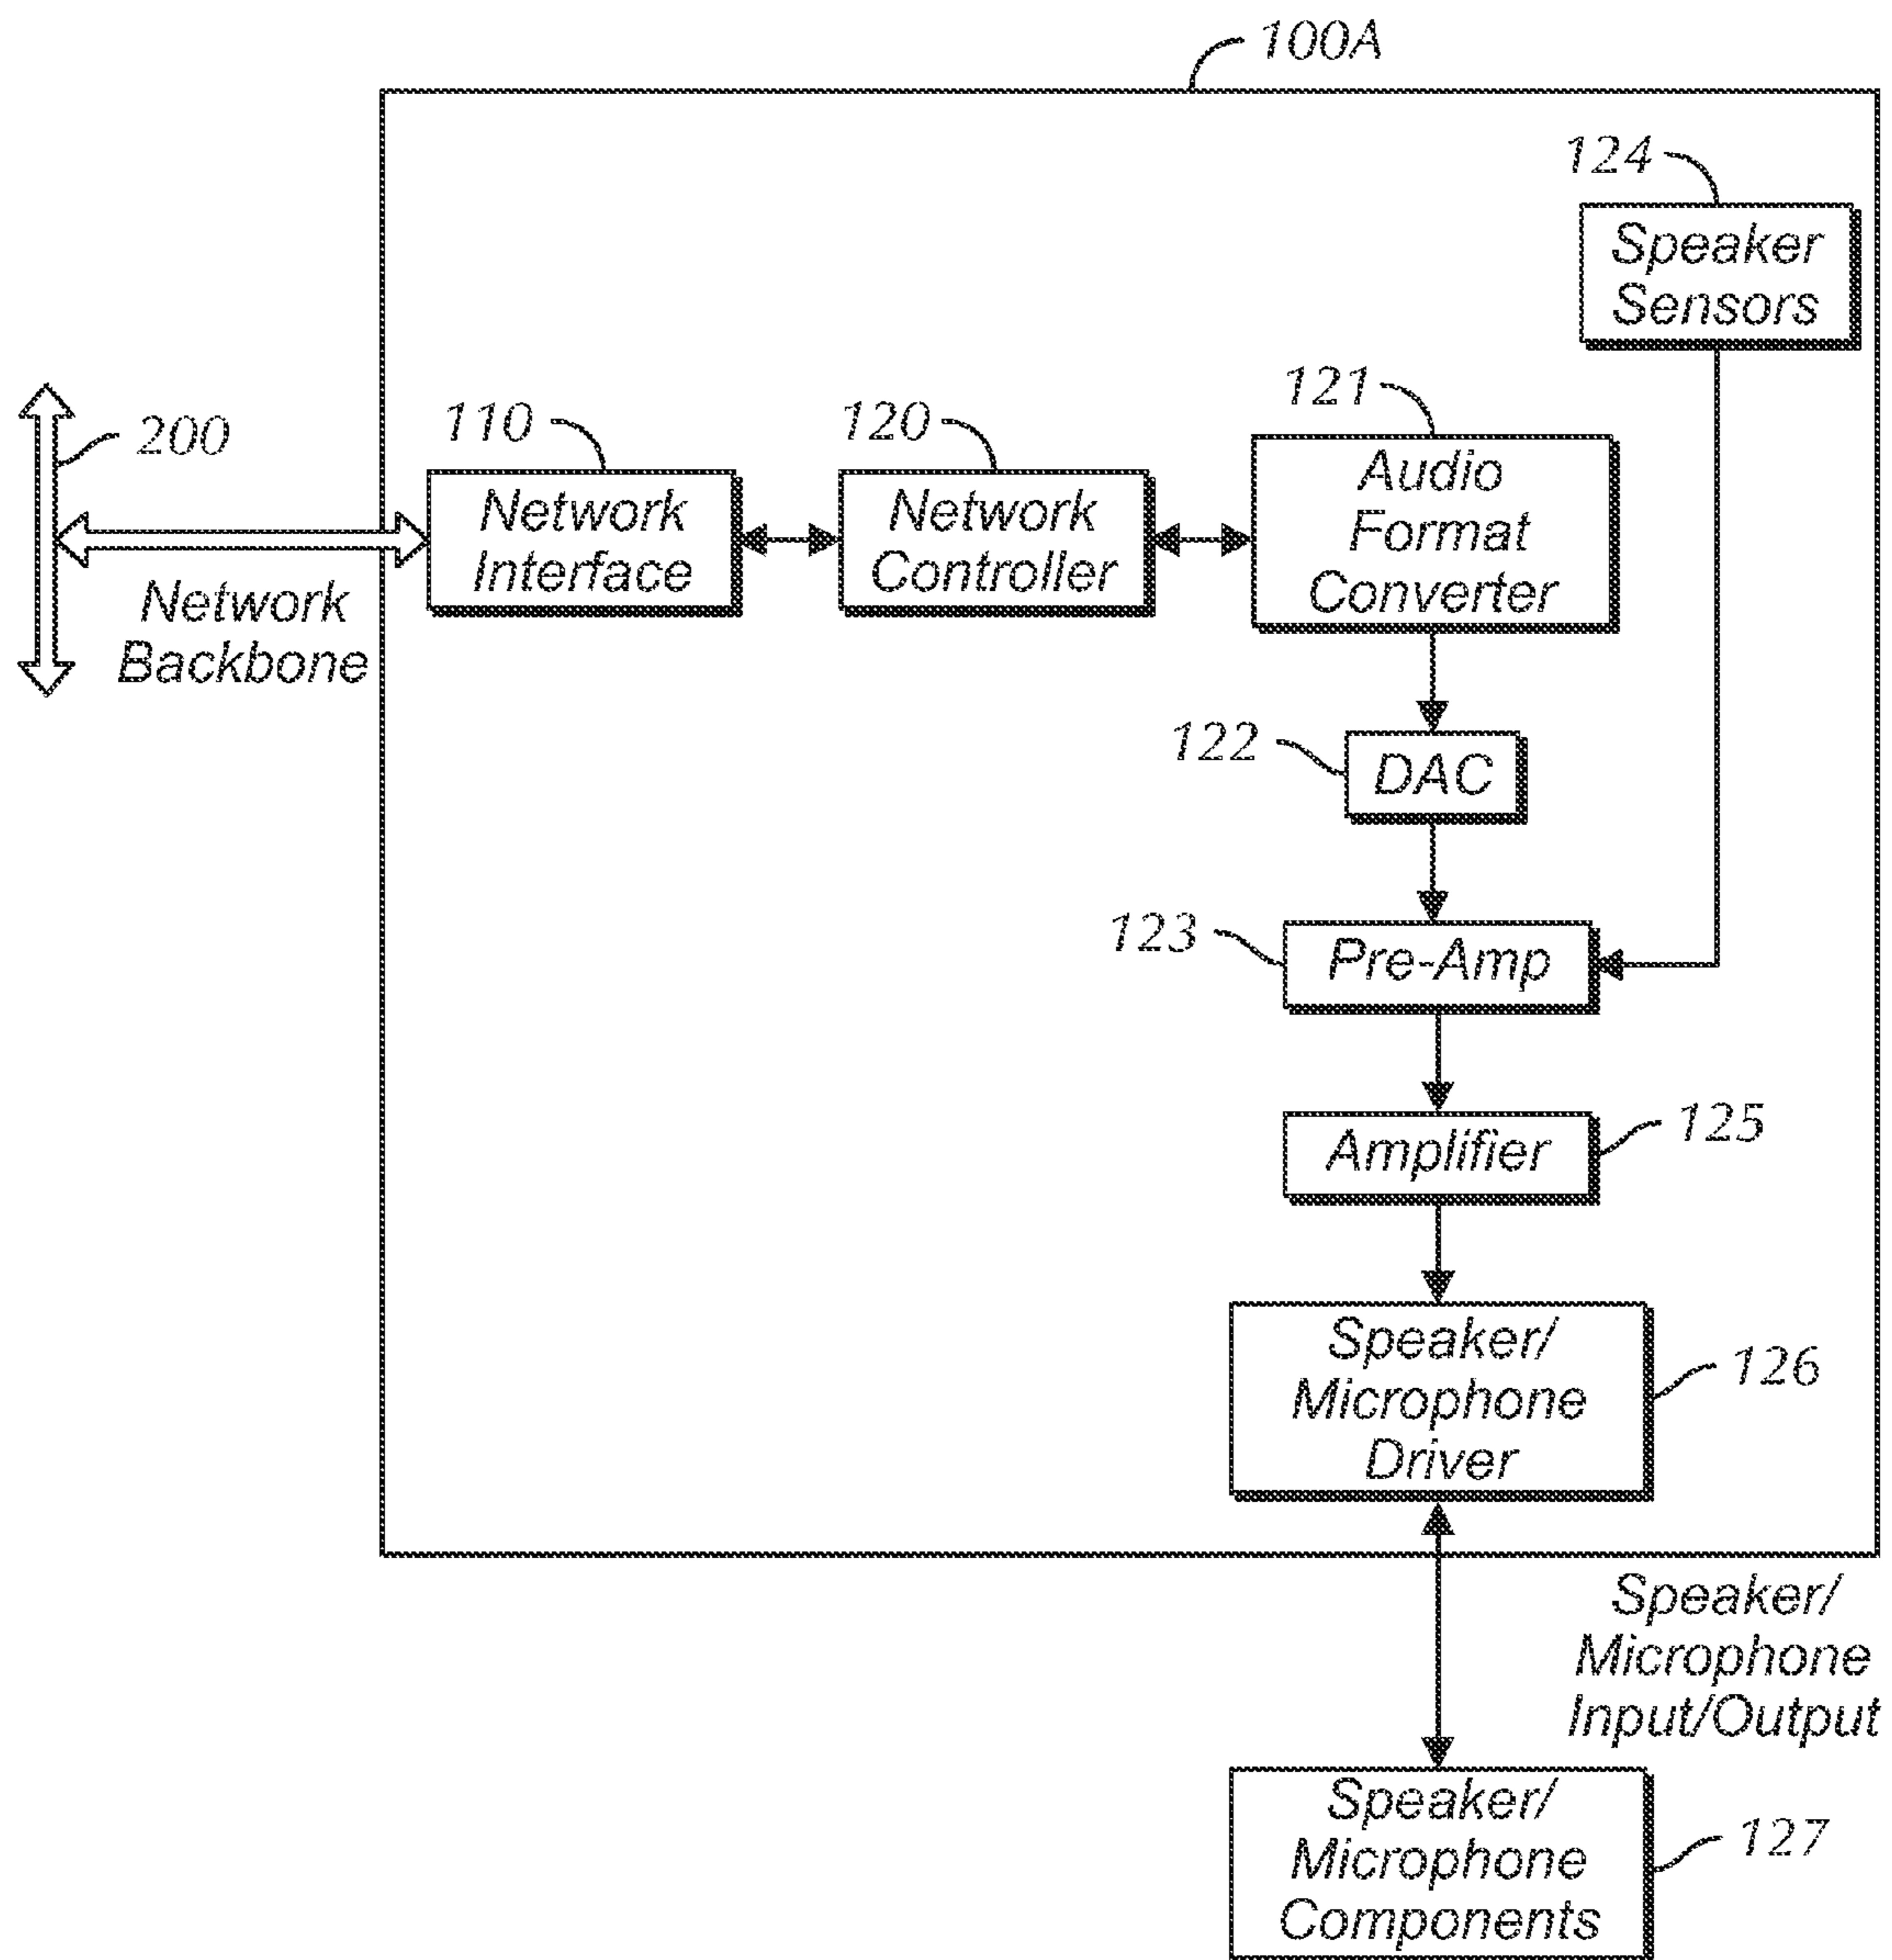 100A
124
Speaker
Sensors
200
110
Network
Interface
120
Network
Controller
121
Audio
Format
Converter
Network
Backbone
122
DAC
123
Pre-Amp
Amplifier
125
Speaker/
Microphone
Driver
126
Speaker/
Microphone
Input/Output
Speaker/
Microphone
Components
127